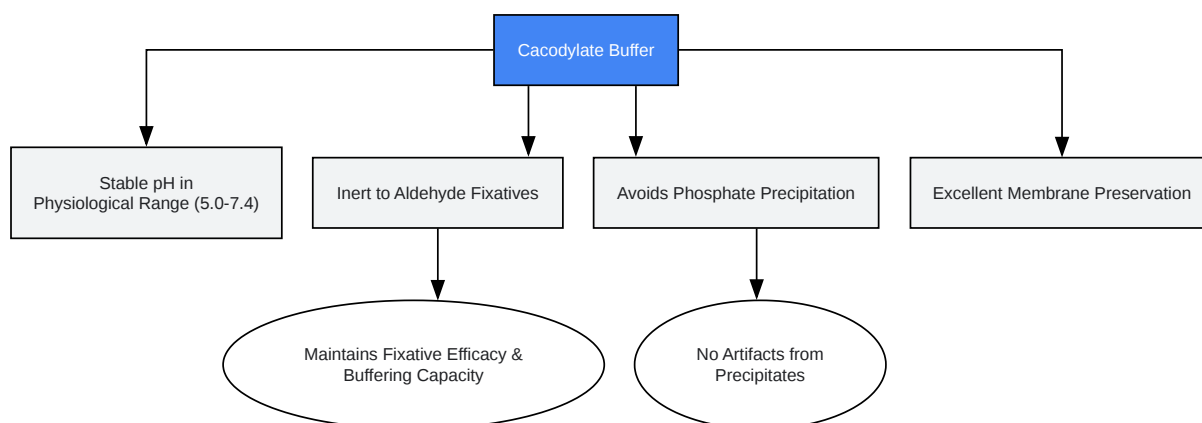 Cacodylate Buffer
Stable pH in
Physiological Range (5.0-7.4)
Inert to Aldehyde Fixatives
Avoids Phosphate Precipitation
Excellent Membrane Preservation
Maintains Fixative Efficacy &
Buffering Capacity
No Artifacts from
Precipitates